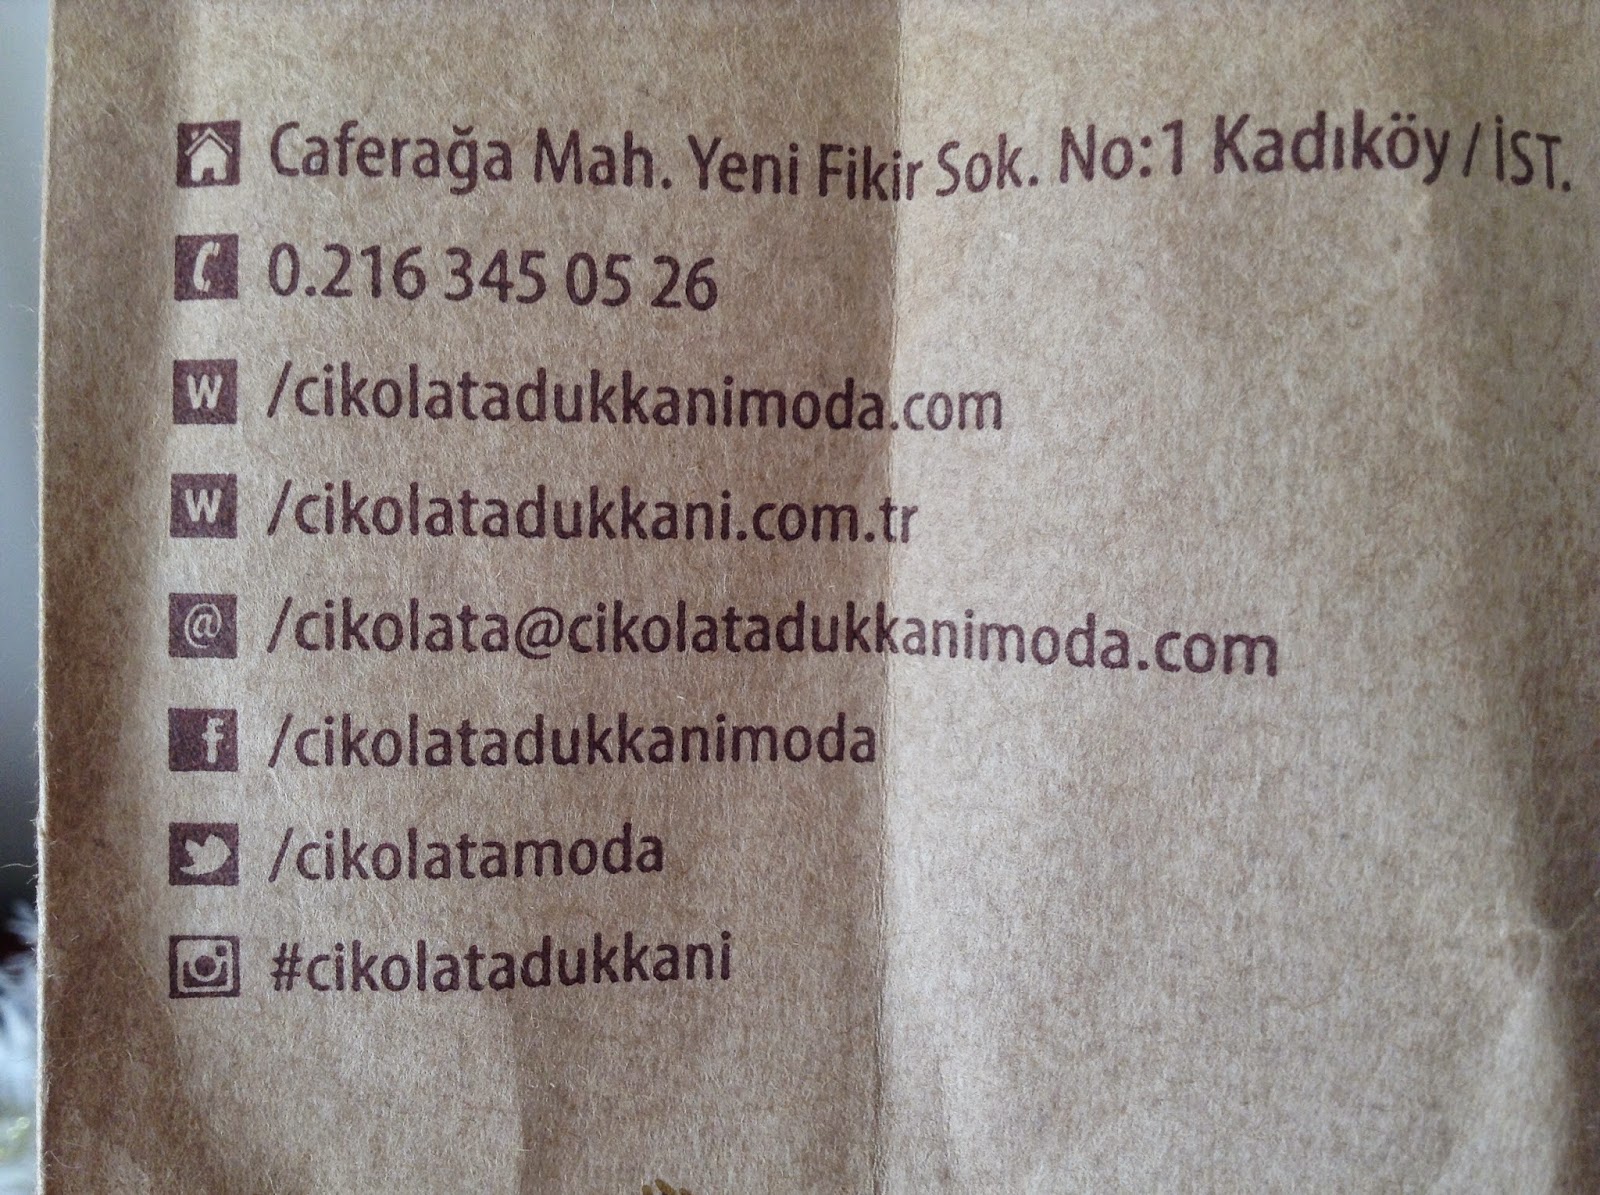 Caferağa Mah. Yeni Fikir Sok. No:1 Kadıköy / İST.
0.216 345 05 26
w /cikolatadukkanimoda.com
w /cikolatadukkani.com.tr
@ /cikolata@cikolatadukkanimoda.com
f /cikolatadukkanimoda
/cikolatamoda
#cikolatadukkani